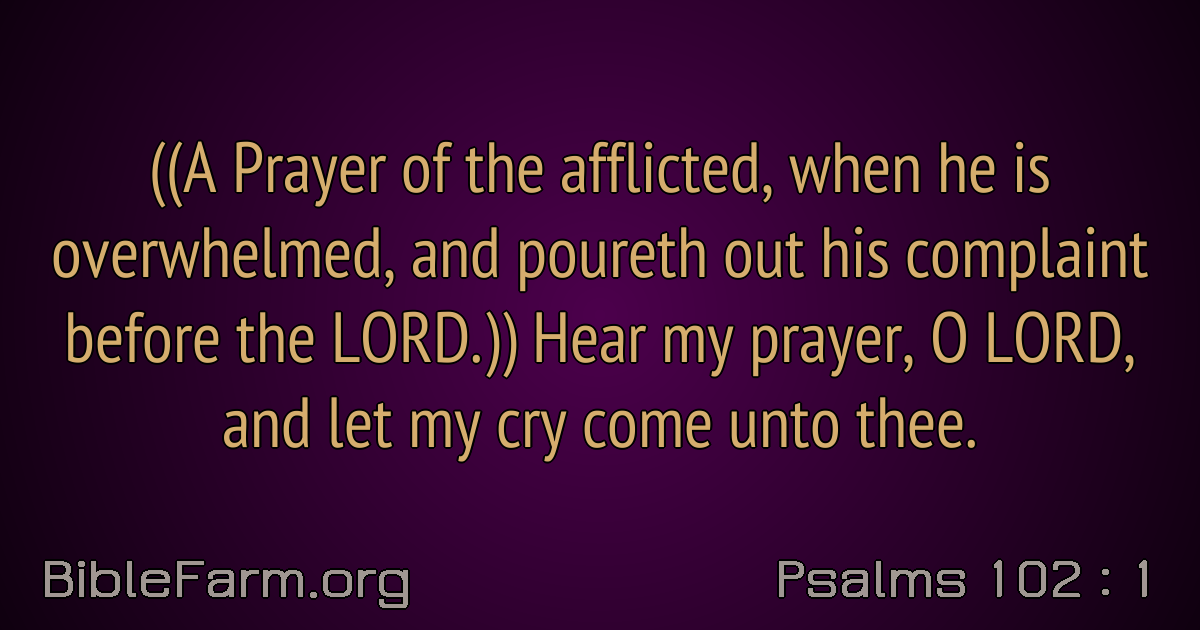 ((A Prayer of the afflicted, when he is
overwhelmed, and poureth out his complaint
before the LORD.)) Hear my prayer, O LORD,
and let my cry come unto thee.
BibleFarm.org
Psalms 102 : 1